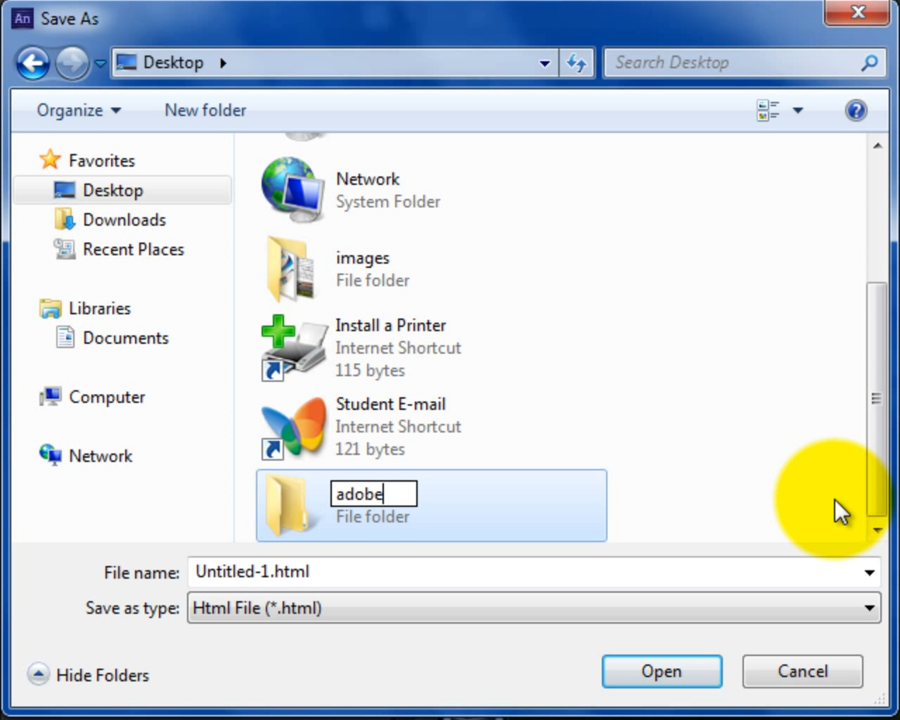 An Save As
Desktop
Search Desktop
Organize
New folder
Favorites
Desktop
Downloads
Recent Places
Libraries
Documents
Computer
Network
Network
System Folder
images
File folder
Install a Printer
Internet Shortcut
115 bytes
Student E-mail
Internet Shortcut
121 bytes
adobe
File folder
File name: Untitled-1.html
Save as type: Html File (*.html)
Hide Folders
Open
Cancel